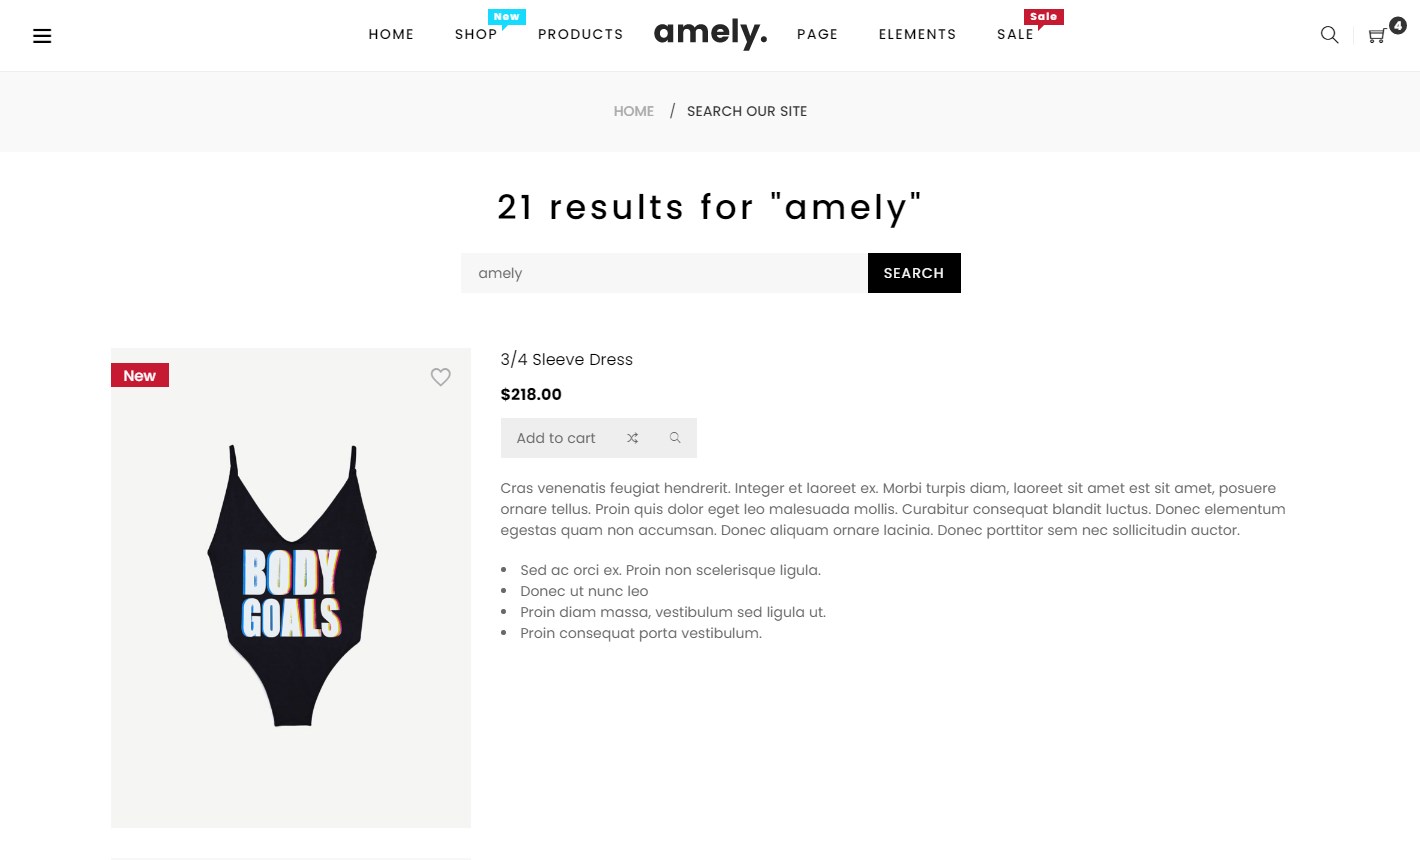 New
Sale
HOME
SHOP
PRODUCTS
amely.
PAGE
ELEMENTS
SALE
4
HOME / SEARCH OUR SITE
21 results for "amely"
amely
SEARCH
New
BODY
GOALS
3/4 Sleeve Dress
$218.00
Add to cart
Cras venenatis feugiat hendrerit. Integer et laoreet ex. Morbi turpis diam, laoreet sit amet est sit amet, posuere
ornare tellus. Proin quis dolor eget leo malesuada mollis. Curabitur consequat blandit luctus. Donec elementum
egestas quam non accumsan. Donec aliquam ornare lacinia. Donec porttitor sem nec sollicitudin auctor.
• Sed ac orci ex. Proin non scelerisque ligula.
• Donec ut nunc leo
• Proin diam massa, vestibulum sed ligula ut.
• Proin consequat porta vestibulum.